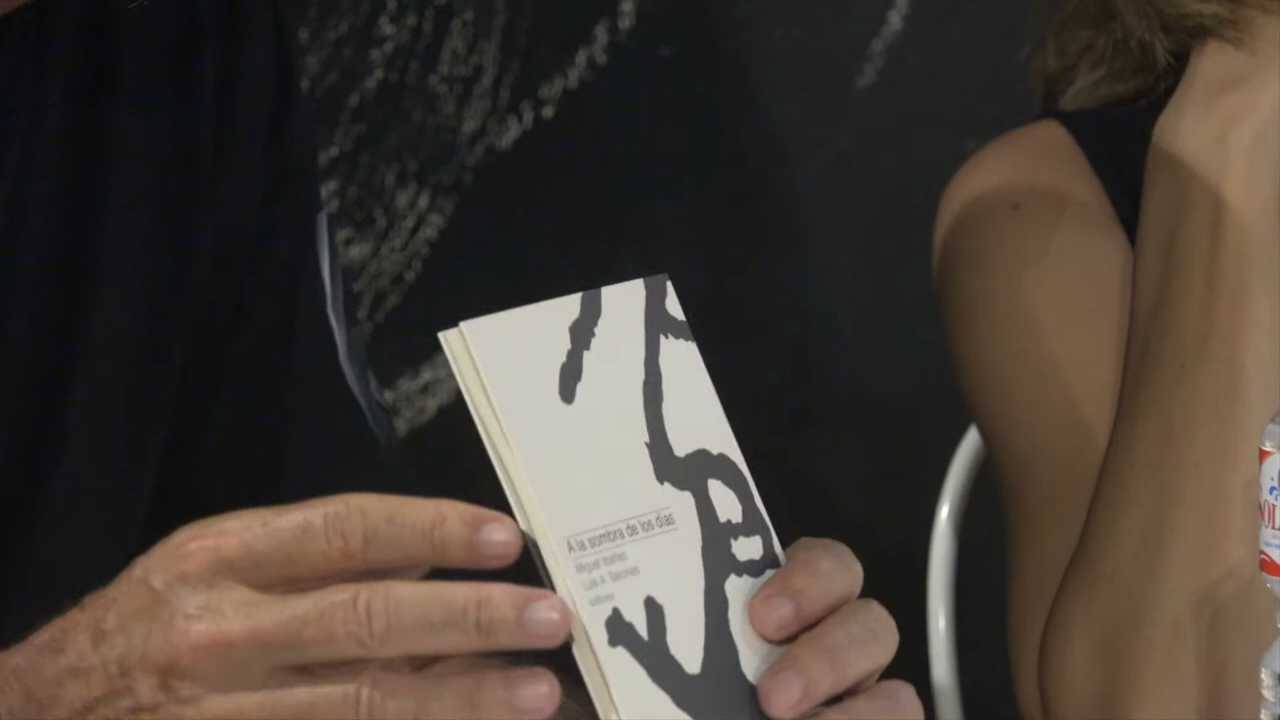 A la sombra de los días
Miguel Ibáñez
Luis A. Salcines
editores